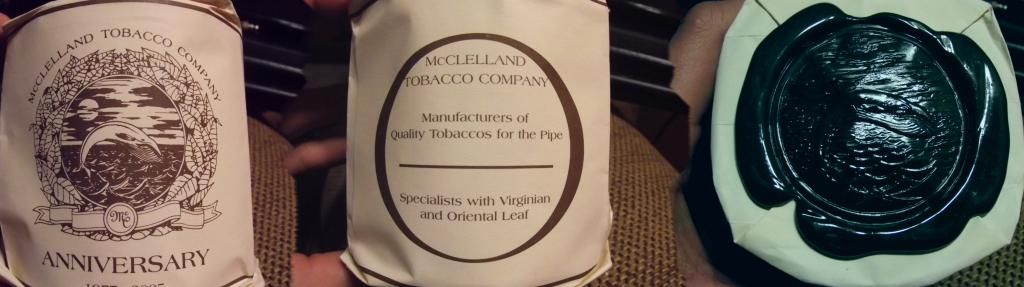 McCLELLAND TOBACCO COMPANY
Mc
ANNIVERSARY
McCLELLAND
TOBACCO COMPANY
Manufacturers of
Quality Tobaccos for the Pipe
Specialists with Virginian
and Oriental Leaf